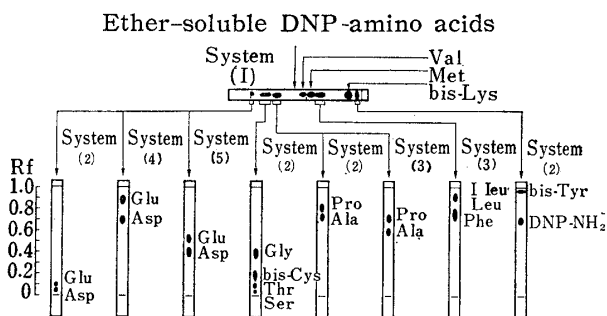 Ether-soluble DNP-amino acids
System
(I)
Val
Met
bis-Lys
System
(2)
System
(4)
System
(5)
System
(2)
System
(2)
System
(3)
System
(3)
System
(2)
Rf
1.0
0.8
0.6
0.4
0.2
0
Glu
Asp
Glu
Asp
Glu
Asp
Gly
bis-Cys
Thr
Ser
Pro
Ala
Pro
Ala
I leu
Leu
Phe
bis-Tyr
DNP-NH₂